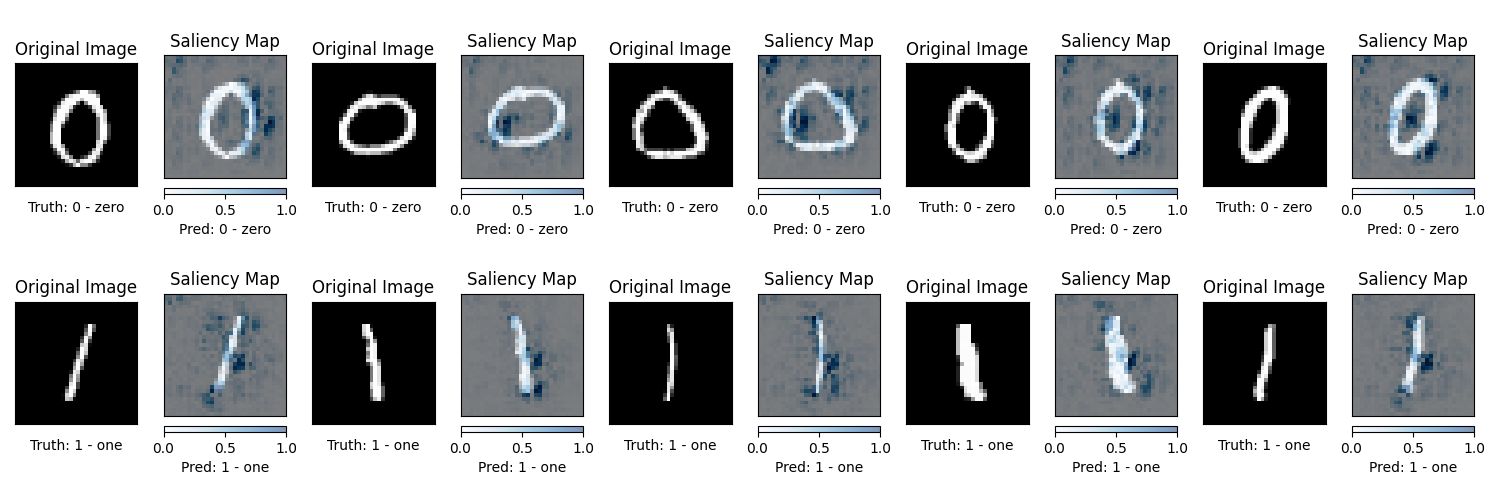 Original Image Saliency Map Original Image Saliency Map Original Image Saliency Map Original Image Saliency Map Original Image Saliency Map
0.0 0.5 1.0 0.0 0.5 1.0 0.0 0.5 1.0 0.0 0.5 1.0 0.0 0.5 1.0
Truth: 0 - zero Truth: 0 - zero Truth: 0 - zero Truth: 0 - zero Truth: 0 - zero
Pred: 0 - zero Pred: 0 - zero Pred: 0 - zero Pred: 0 - zero Pred: 0 - zero
Original Image Saliency Map Original Image Saliency Map Original Image Saliency Map Original Image Saliency Map Original Image Saliency Map
Truth: 1 - one Truth: 1 - one Truth: 1 - one Truth: 1 - one Truth: 1 - one
0.0 0.5 1.0 0.0 0.5 1.0 0.0 0.5 1.0 0.0 0.5 1.0 0.0 0.5 1.0
Pred: 1 - one Pred: 1 - one Pred: 1 - one Pred: 1 - one Pred: 1 - one